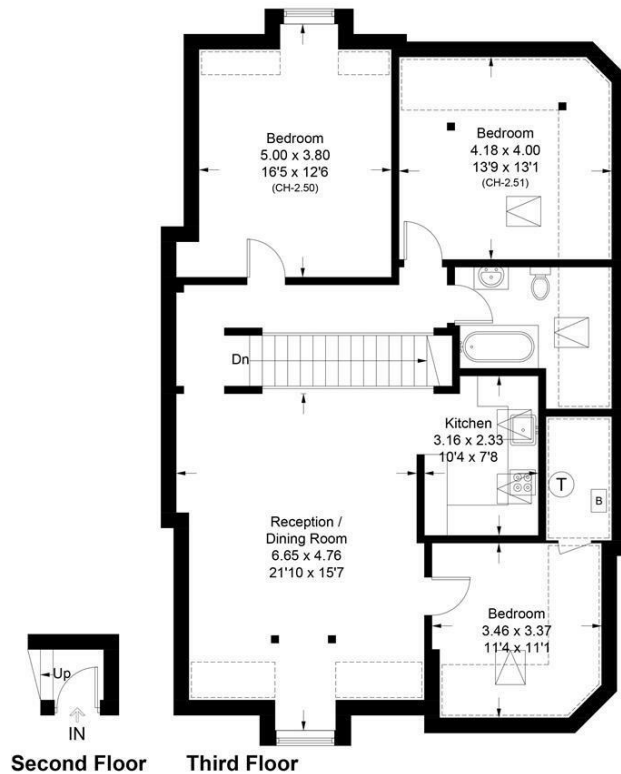 Bedroom
5.00 x 3.80
16'5 x 12'6
(CH-2.50)
Bedroom
4.18 x 4.00
13'9 x 13'1
(CH-2.51)
Dn
Kitchen
3.16 x 2.33
10'4 x 7'8
T
B
Reception /
Dining Room
6.65 x 4.76
21'10 x 15'7
Bedroom
3.46 x 3.37
11'4 x 11'1
Up
IN
Second Floor
Third Floor